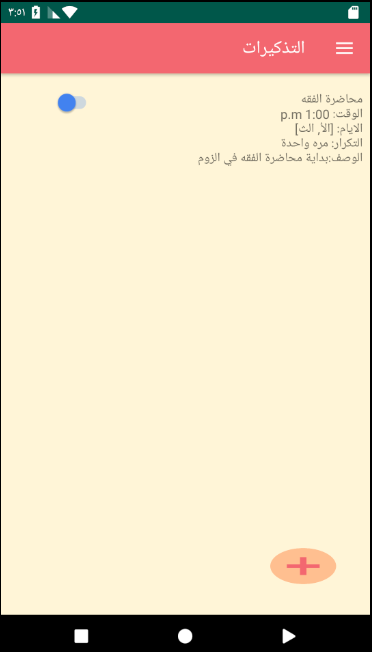 ٣:٥١
التذكيرات
محاضرة الفقه
الوقت: 1:00 p.m
الايام: [الأ, الث]
التكرار: مره واحدة
الوصف:بداية محاضرة الفقه في الزوم